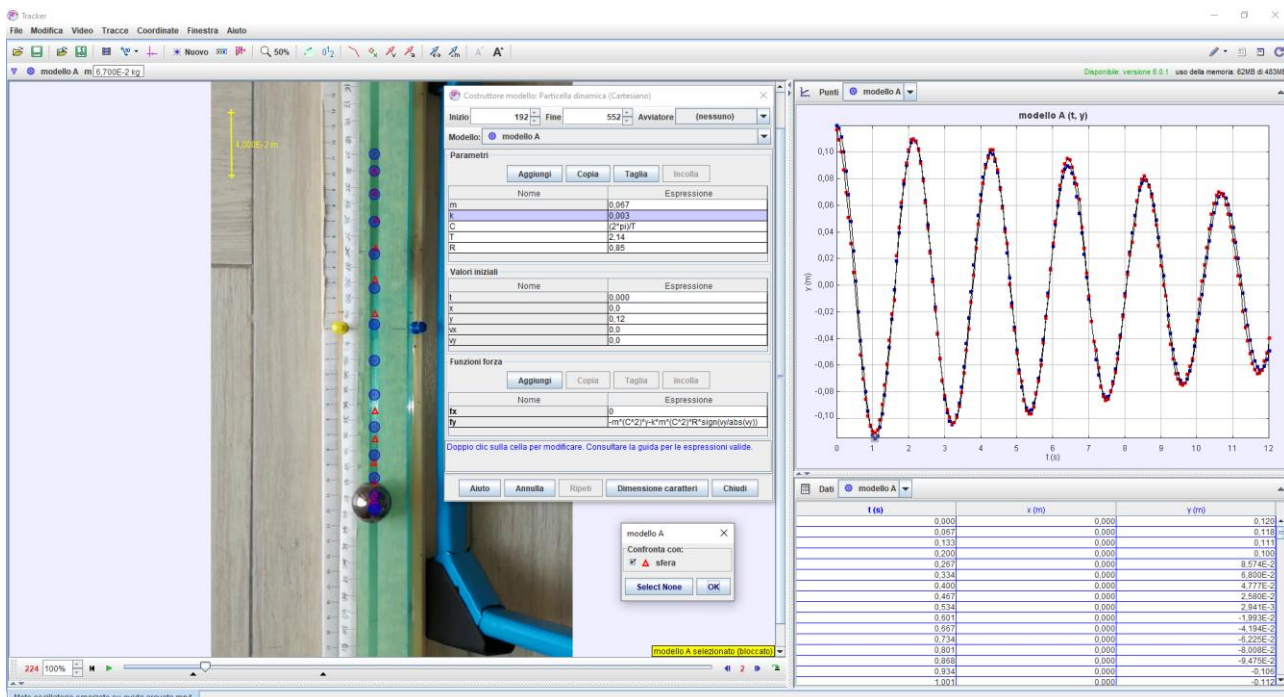 Tracker
File Modifica Video Tracce Coordinate Finestra Aiuto
Nuovo 50%
modello A m 6,700E-2 kg
Disponibile: versione 6.0.1 uso della memoria: 62MB di 483MB
4,000E-2 m
Costruttore modello: Particella dinamica (Cartesiano)
Inizio 192 Fine 552 Avviatore (nessuno)
Modello: modello A
Parametri
Aggiungi Copia Taglia Incolla
Nome Espressione
m 0,067
k 0,003
C (2*pi)/T
T 2,14
R 0,85
Valori iniziali
Nome Espressione
t 0,000
x 0,0
y 0,12
vx 0,0
vy 0,0
Funzioni forza
Aggiungi Copia Taglia Incolla
Nome Espressione
fx 0
fy -m*(C^2)*y-k*m*(C^2)*R*sign(vy/abs(vy))
Doppio clic sulla cella per modificare. Consultare la guida per le espressioni valide.
Aiuto Annulla Ripeti Dimensione caratteri Chiudi
modello A
Confronta con:
sfera
Select None OK
modello A selezionato (bloccato)
224 100% 2
Punti modello A
modello A (t, y)
0,10
0,08
0,06
0,04
0,02
0,00
-0,02
-0,04
-0,06
-0,08
-0,10
y (m)
0 1 2 3 4 5 6 7 8 9 10 11 12
t (s)
Dati modello A
t (s) x (m) y (m)
0,000 0,000 0,120
0,067 0,000 0,118
0,133 0,000 0,111
0,200 0,000 0,100
0,267 0,000 8,574E-2
0,334 0,000 6,800E-2
0,400 0,000 4,777E-2
0,467 0,000 2,580E-2
0,534 0,000 2,941E-3
0,601 0,000 -1,993E-2
0,667 0,000 -4,194E-2
0,734 0,000 -6,225E-2
0,801 0,000 -8,008E-2
0,868 0,000 -9,475E-2
0,934 0,000 -0,106
1,001 0,000 -0,112